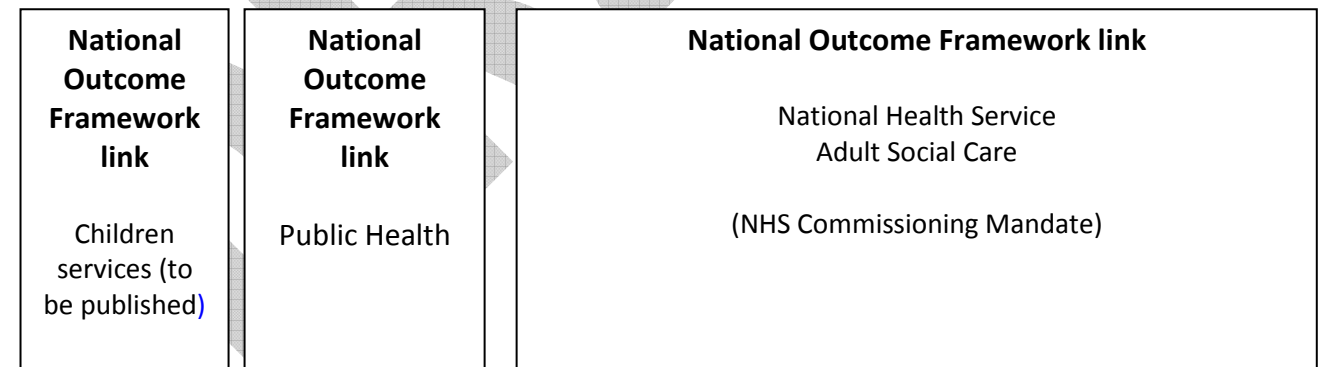 National
Outcome
Framework
link
Children
services (to
be published)
National
Outcome
Framework
link
Public Health
National Outcome Framework link
National Health Service
Adult Social Care
(NHS Commissioning Mandate)